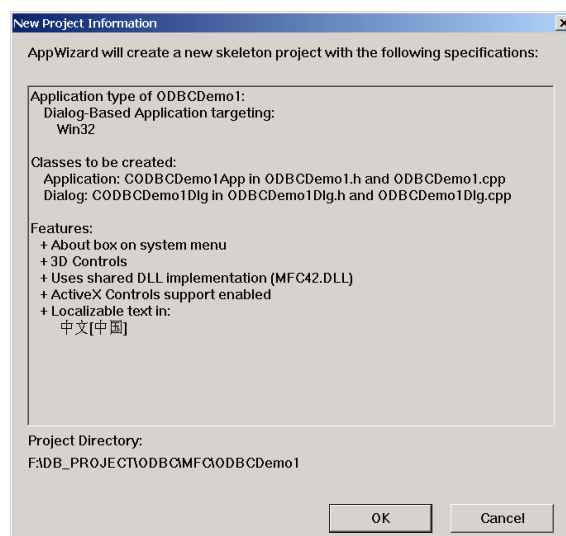 New Project Information
AppWizard will create a new skeleton project with the following specifications:
Application type of ODBCDemo1:
Dialog-Based Application targeting:
Win32
Classes to be created:
Application: CODBCDemo1App in ODBCDemo1.h and ODBCDemo1.cpp
Dialog: CODBCDemo1Dlg in ODBCDemo1Dlg.h and ODBCDemo1Dlg.cpp
Features:
+ About box on system menu
+ 3D Controls
+ Uses shared DLL implementation (MFC42.DLL)
+ ActiveX Controls support enabled
+ Localizable text in:
中文[中国]
Project Directory:
F:\DB_PROJECT\ODBC\MFC\ODBCDemo1
OK Cancel